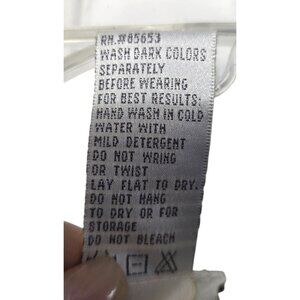 RN.#85653
WASH DARK COLORS
SEPARATELY
BEFORE WEARING
FOR BEST RESULTS:
HAND WASH IN COLD
WATER WITH
MILD DETERGENT
DO NOT WRING
OR TWIST
LAY FLAT TO DRY.
DO NOT HANG
TO DRY OR FOR
STORAGE
DO NOT BLEACH